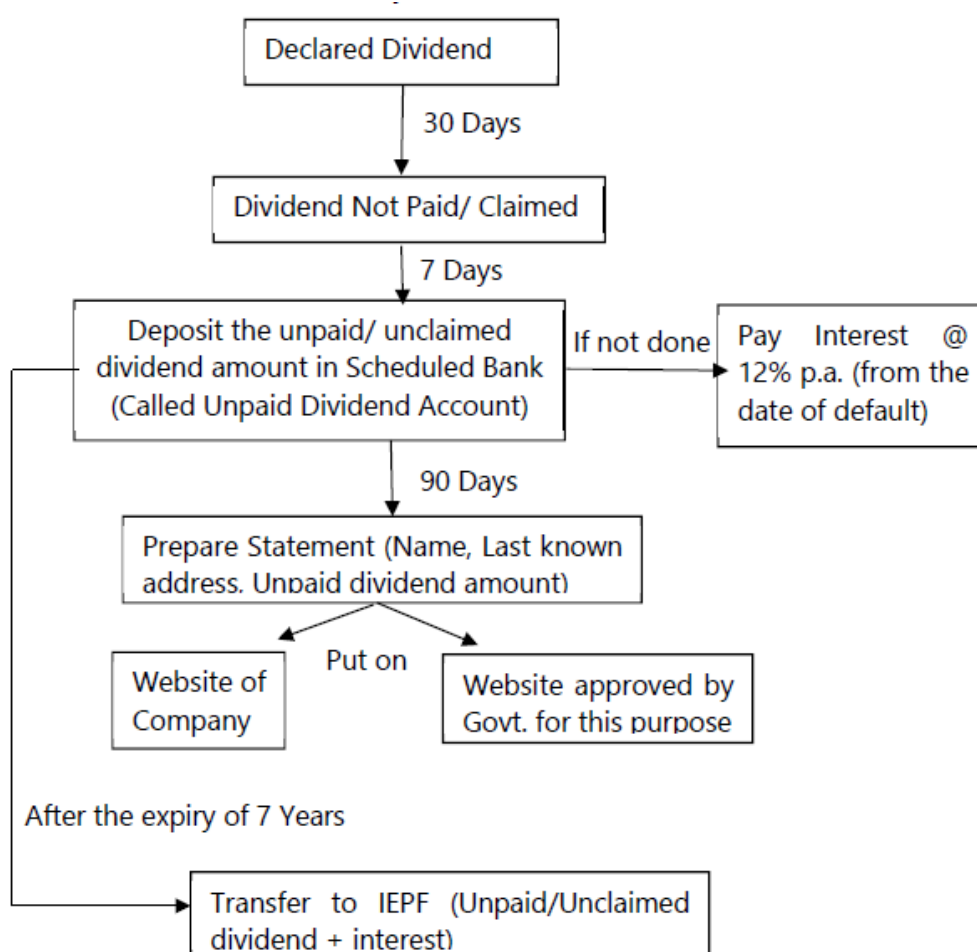 Declared Dividend
30 Days
Dividend Not Paid/ Claimed
7 Days
Deposit the unpaid/ unclaimed
dividend amount in Scheduled Bank
(Called Unpaid Dividend Account)
If not done
Pay Interest @
12% p.a. (from the
date of default)
90 Days
Prepare Statement (Name, Last known
address, Unpaid dividend amount)
Put on
Website of
Company
Website approved by
Govt. for this purpose
After the expiry of 7 Years
Transfer to IEPF (Unpaid/Unclaimed
dividend + interest)